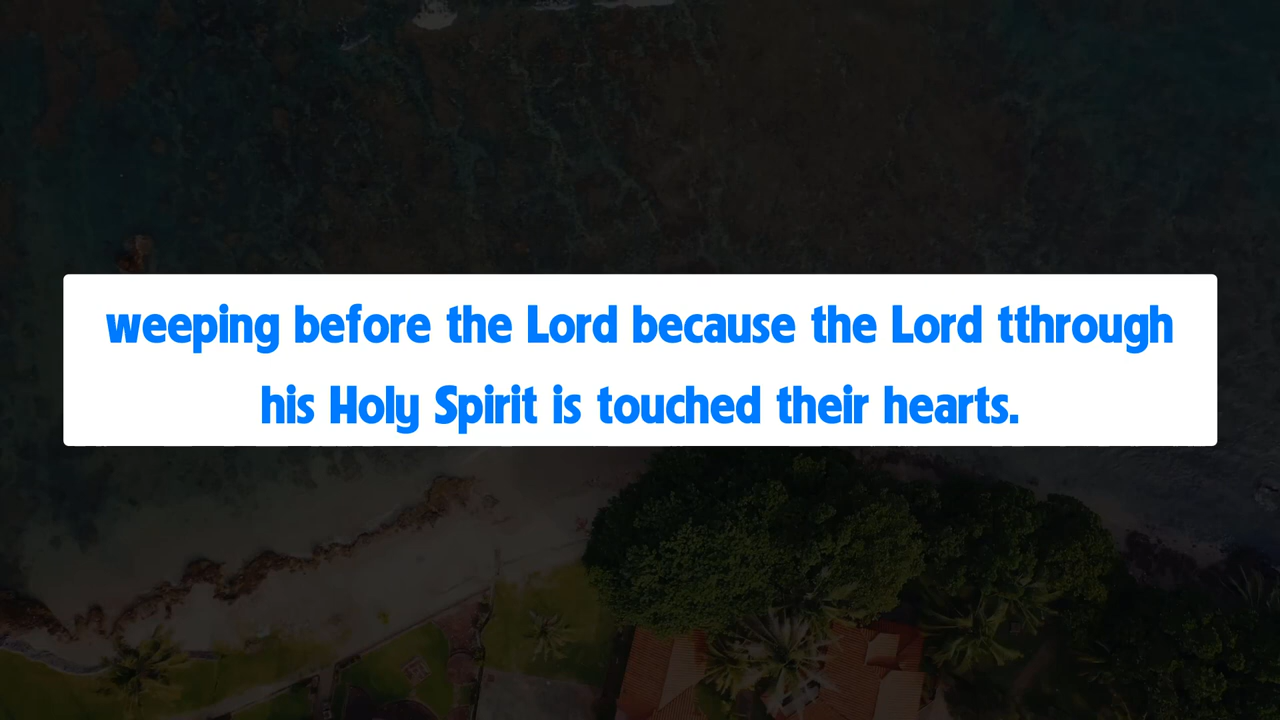 weeping before the Lord because the Lord tthrough
his Holy Spirit is touched their hearts.